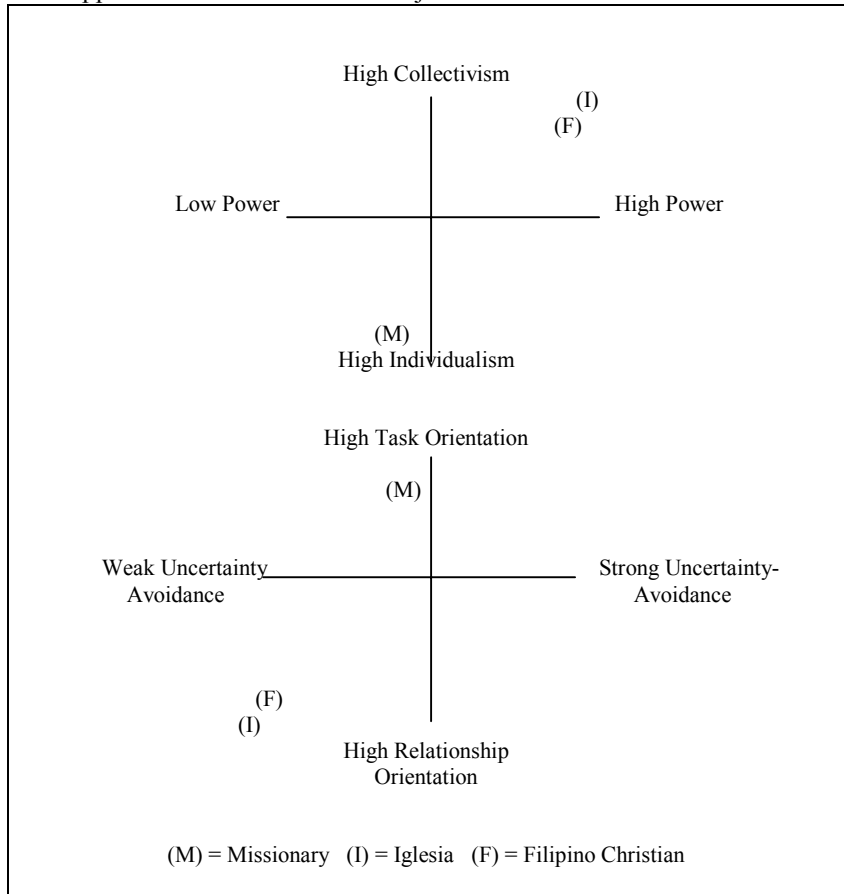 High Collectivism
(I)
(F)
Low Power
High Power
(M)
High Individualism
High Task Orientation
(M)
Weak Uncertainty
Avoidance
Strong Uncertainty-
Avoidance
(F)
(I)
High Relationship
Orientation
(M) = Missionary (I) = Iglesia (F) = Filipino Christian